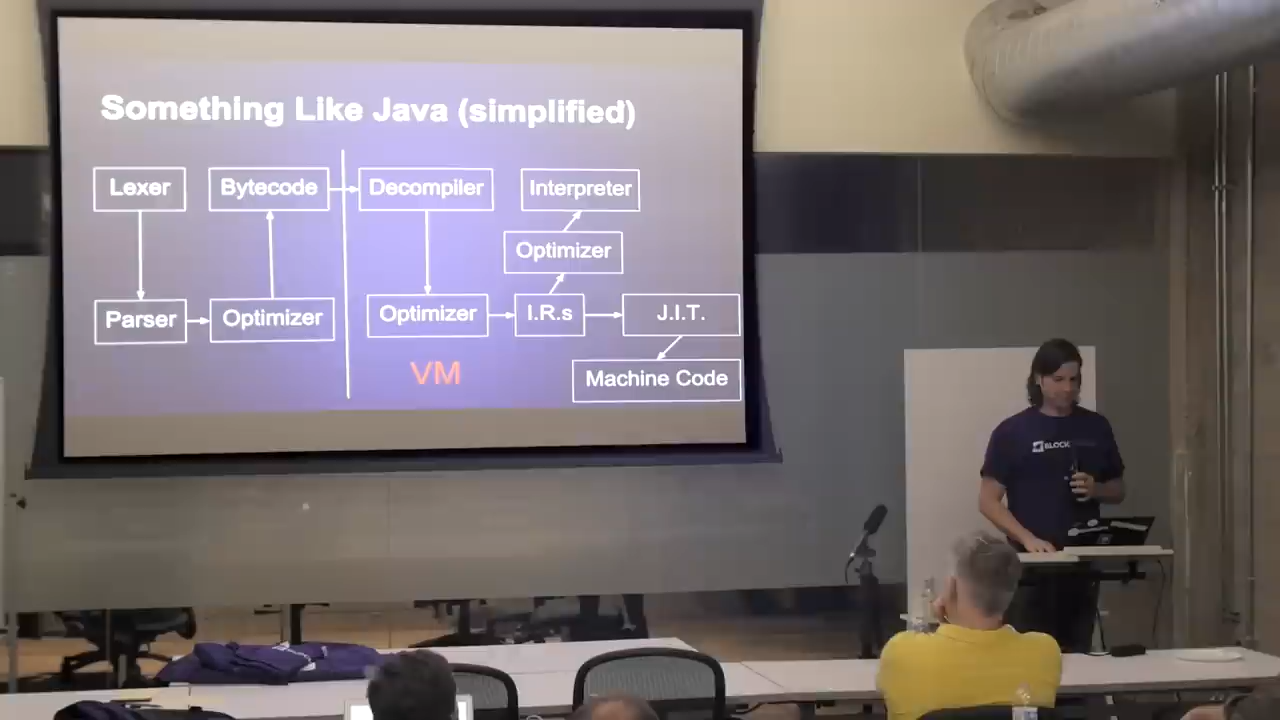 Something Like Java (simplified)
Lexer
Bytecode
Decompiler
Interpreter
Optimizer
Parser
Optimizer
Optimizer
I.R.s
J.I.T.
VM
Machine Code
BLOCK